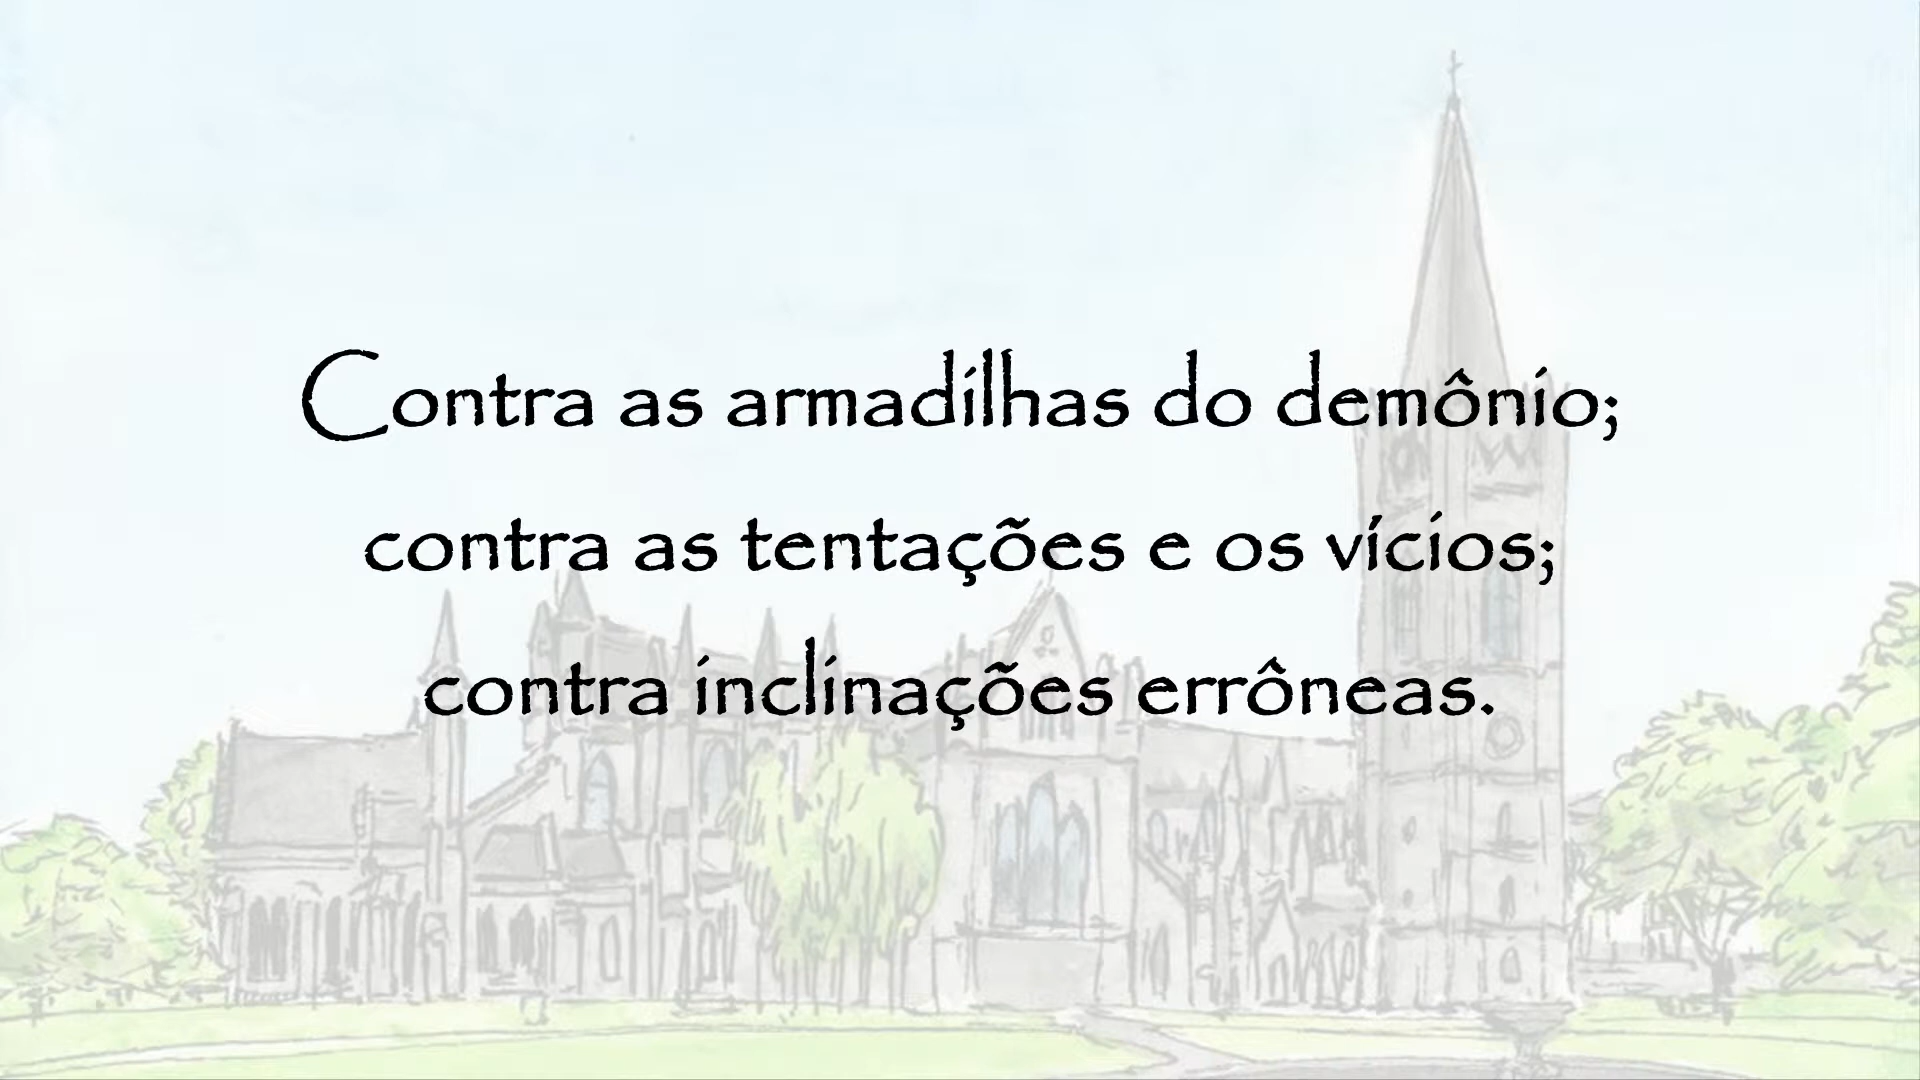 Contra as armadilhas do demônio;
contra as tentações e os vícios;
contra inclinações errôneas.